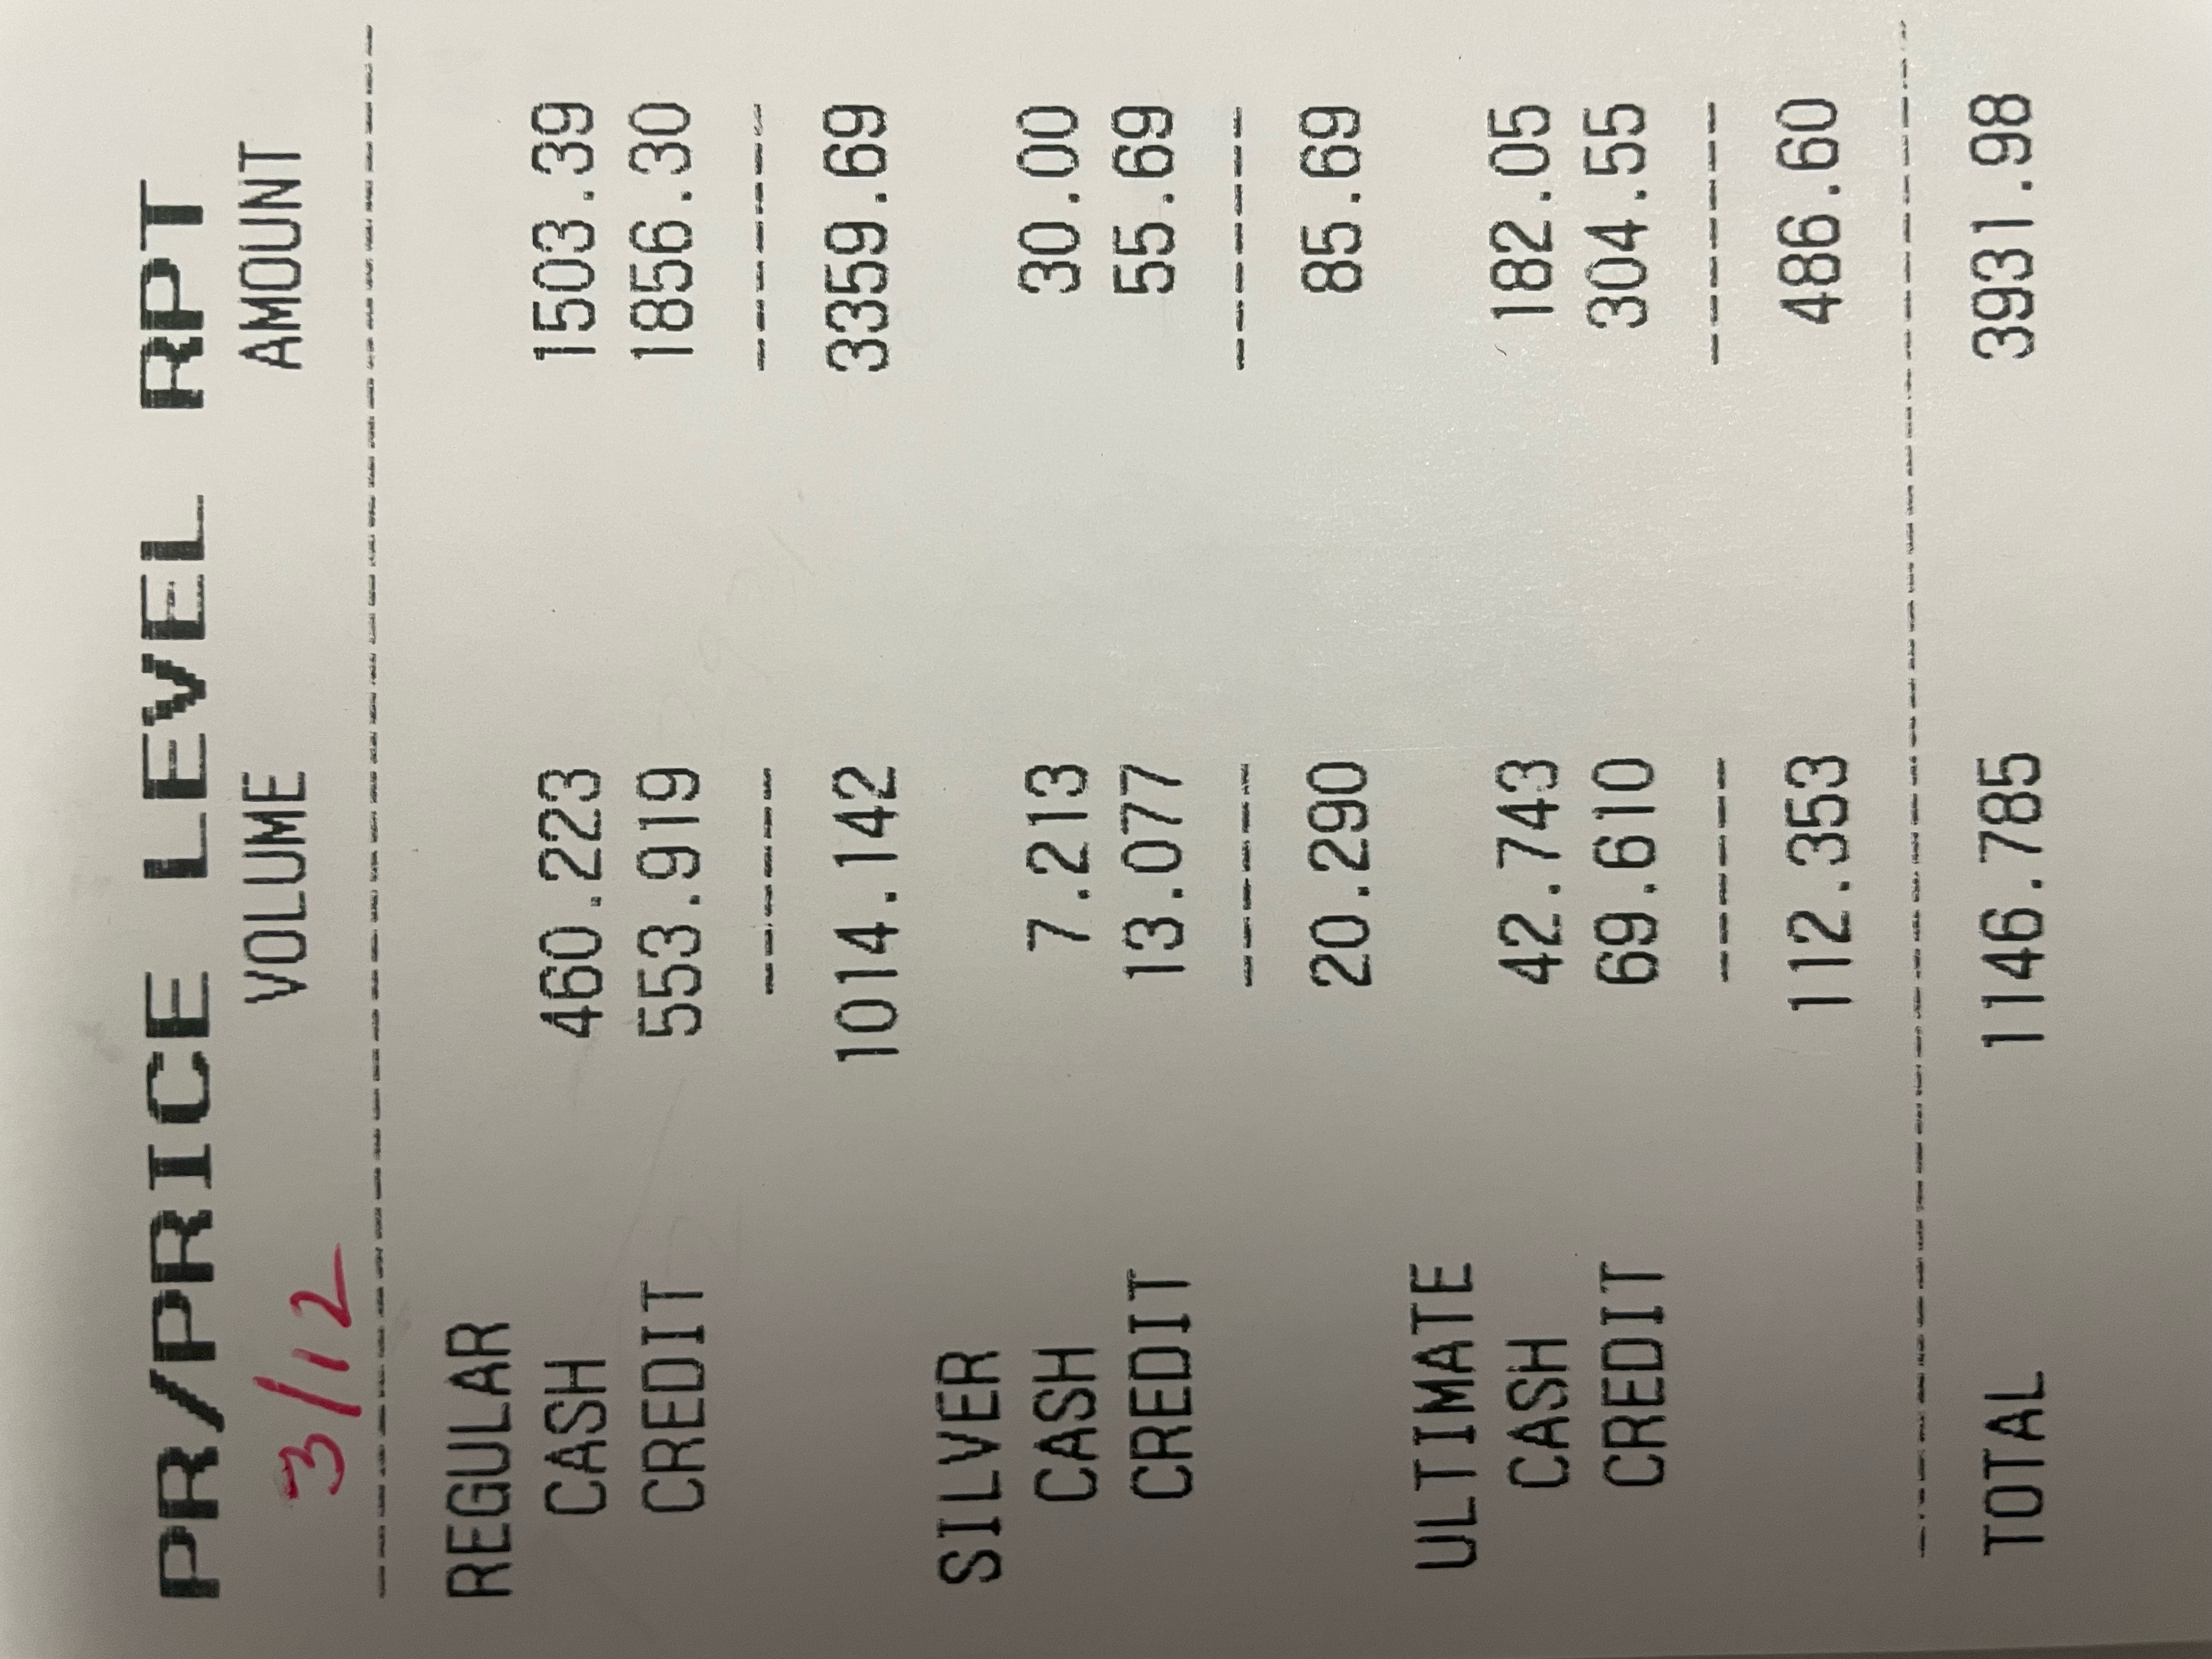 PR/PRICE LEVEL RPT
VOLUME AMOUNT
3/12
REGULAR
CASH 460.223 1503.39
CREDIT 553.919 1856.30
1014.142 3359.69
SILVER
CASH 7.213 30.00
CREDIT 13.077 55.69
20.290 85.69
ULTIMATE
CASH 42.743 182.05
CREDIT 69.610 304.55
112.353 486.60
TOTAL 1146.785 3931.98